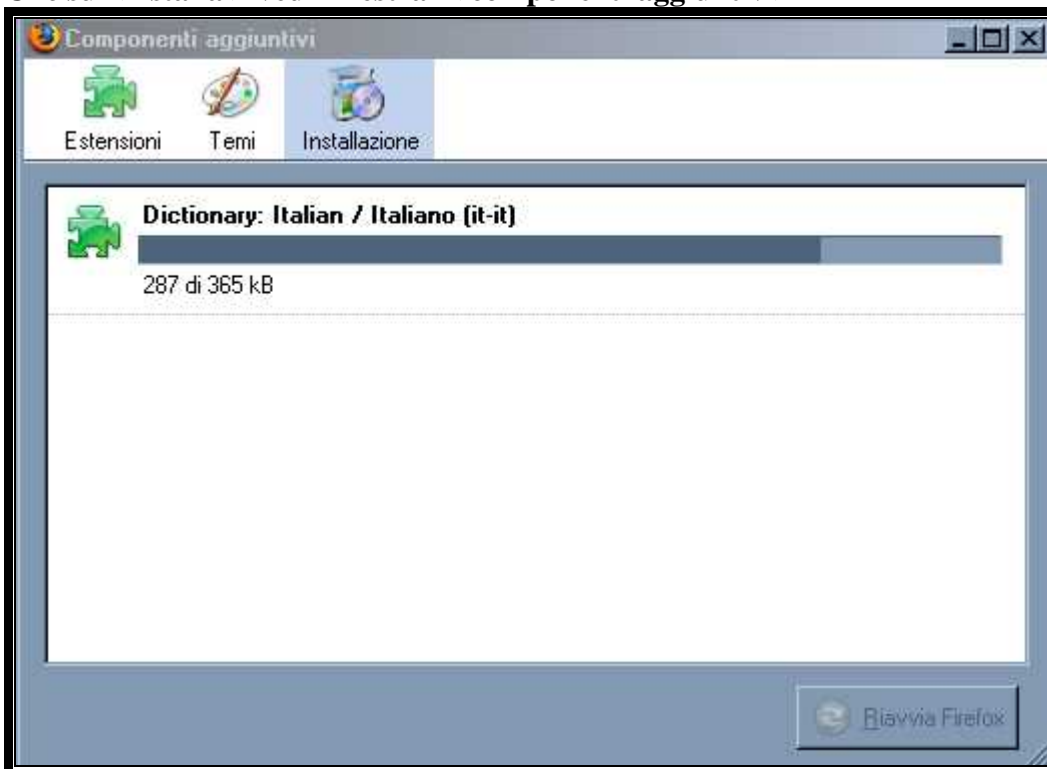 Componenti aggiuntivi
Estensioni Temi Installazione
Dictionary: Italian / Italiano (it-it)
287 di 365 kB
Riavvia Firefox